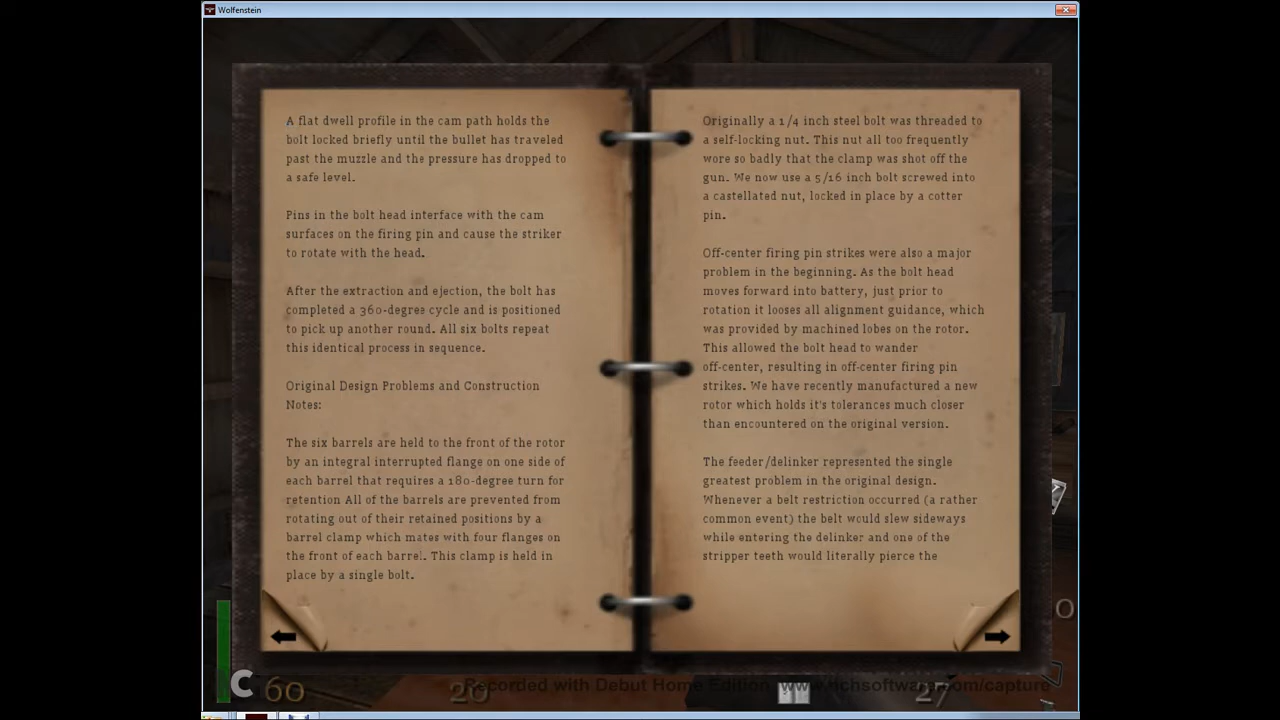 Wolfenstein
A flat dwell profile in the cam path holds the
bolt locked briefly until the bullet has traveled
past the muzzle and the pressure has dropped to
a safe level.
Pins in the bolt head interface with the cam
surfaces on the firing pin and cause the striker
to rotate with the head.
After the extraction and ejection, the bolt has
completed a 360-degree cycle and is positioned
to pick up another round. All six bolts repeat
this identical process in sequence.
Original Design Problems and Construction
Notes:
The six barrels are held to the front of the rotor
by an integral interrupted flange on one side of
each barrel that requires a 180-degree turn for
retention All of the barrels are prevented from
rotating out of their retained positions by a
barrel clamp which mates with four flanges on
the front of each barrel. This clamp is held in
place by a single bolt.
Originally a 1/4 inch steel bolt was threaded to
a self-locking nut. This nut all too frequently
wore so badly that the clamp was shot off the
gun. We now use a 5/16 inch bolt screwed into
a castellated nut, locked in place by a cotter
pin.
Off-center firing pin strikes were also a major
problem in the beginning. As the bolt head
moves forward into battery, just prior to
rotation it looses all alignment guidance, which
was provided by machined lobes on the rotor.
This allowed the bolt head to wander
off-center, resulting in off-center firing pin
strikes. We have recently manufactured a new
rotor which holds it's tolerances much closer
than encountered on the original version.
The feeder/delinker represented the single
greatest problem in the original design.
Whenever a belt restriction occurred (a rather
common event) the belt would slew sideways
while entering the delinker and one of the
stripper teeth would literally pierce the
0
C 60
20
27
Recorded with Debut Home Edition www.nchsoftware.com/capture